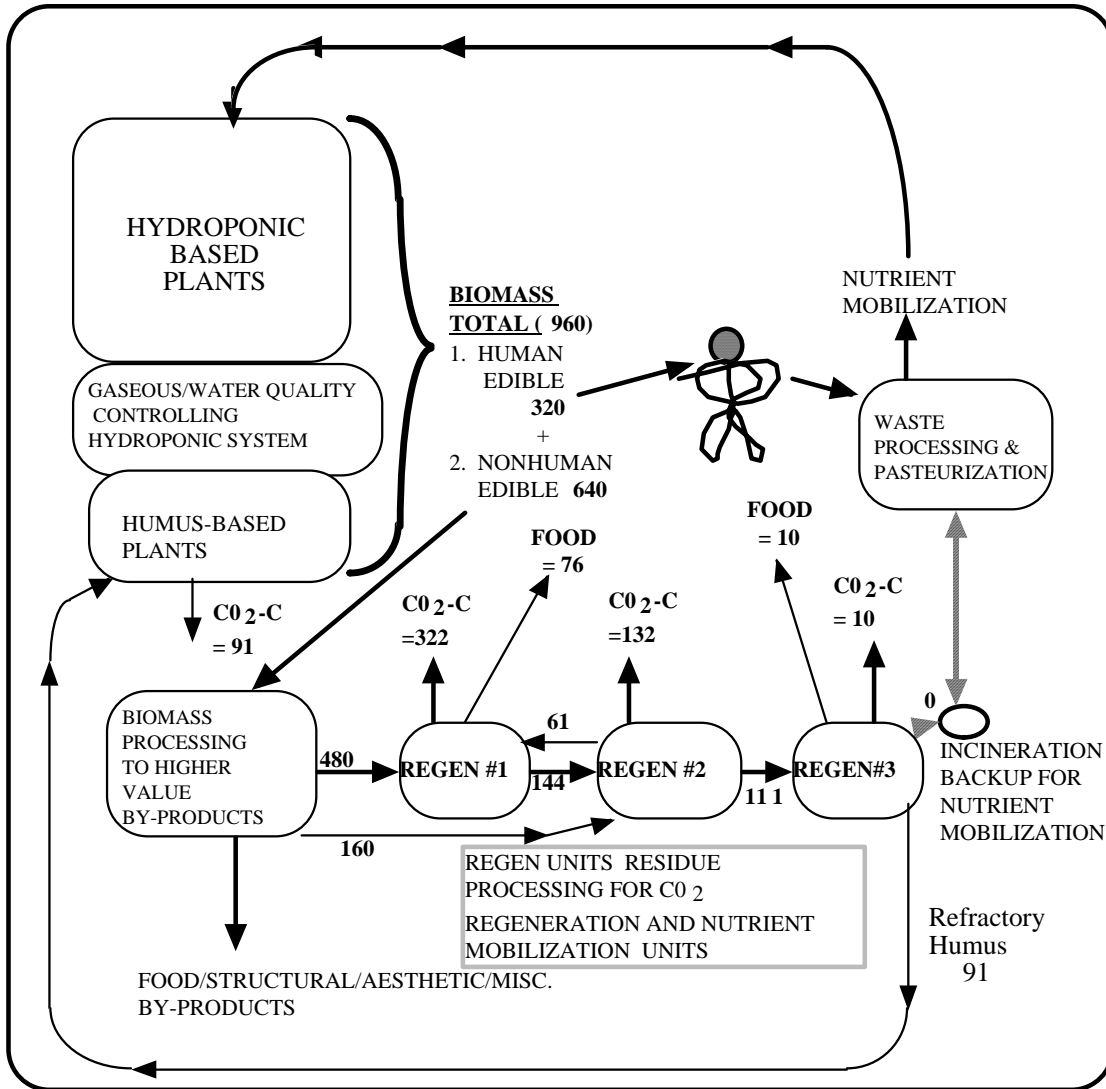 HYDROPONIC
BASED
PLANTS
GASEOUS/WATER QUALITY
CONTROLLING
HYDROPONIC SYSTEM
HUMUS-BASED
PLANTS
BIOMASS
TOTAL ( 960)
1. HUMAN
EDIBLE
320
+
2. NONHUMAN
EDIBLE 640
NUTRIENT
MOBILIZATION
WASTE
PROCESSING &
PASTEURIZATION
FOOD
= 76
FOOD
= 10
C0 2 -C
= 91
C0 2 -C
=322
C0 2 -C
=132
C0 2 -C
= 10
BIOMASS
PROCESSING
TO HIGHER
VALUE
BY-PRODUCTS
480
REGEN #1
61
144
REGEN #2
111
REGEN#3
0
INCINERATION
BACKUP FOR
NUTRIENT
MOBILIZATION
160
REGEN UNITS RESIDUE
PROCESSING FOR C0 2
REGENERATION AND NUTRIENT
MOBILIZATION UNITS
Refractory
Humus
91
FOOD/STRUCTURAL/AESTHETIC/MISC.
BY-PRODUCTS